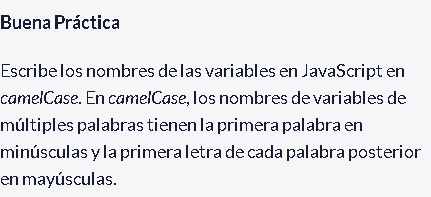 Buena Práctica
Escribe los nombres de las variables en JavaScript en
camelCase. En camelCase, los nombres de variables de
múltiples palabras tienen la primera palabra en
minúsculas y la primera letra de cada palabra posterior
en mayúsculas.